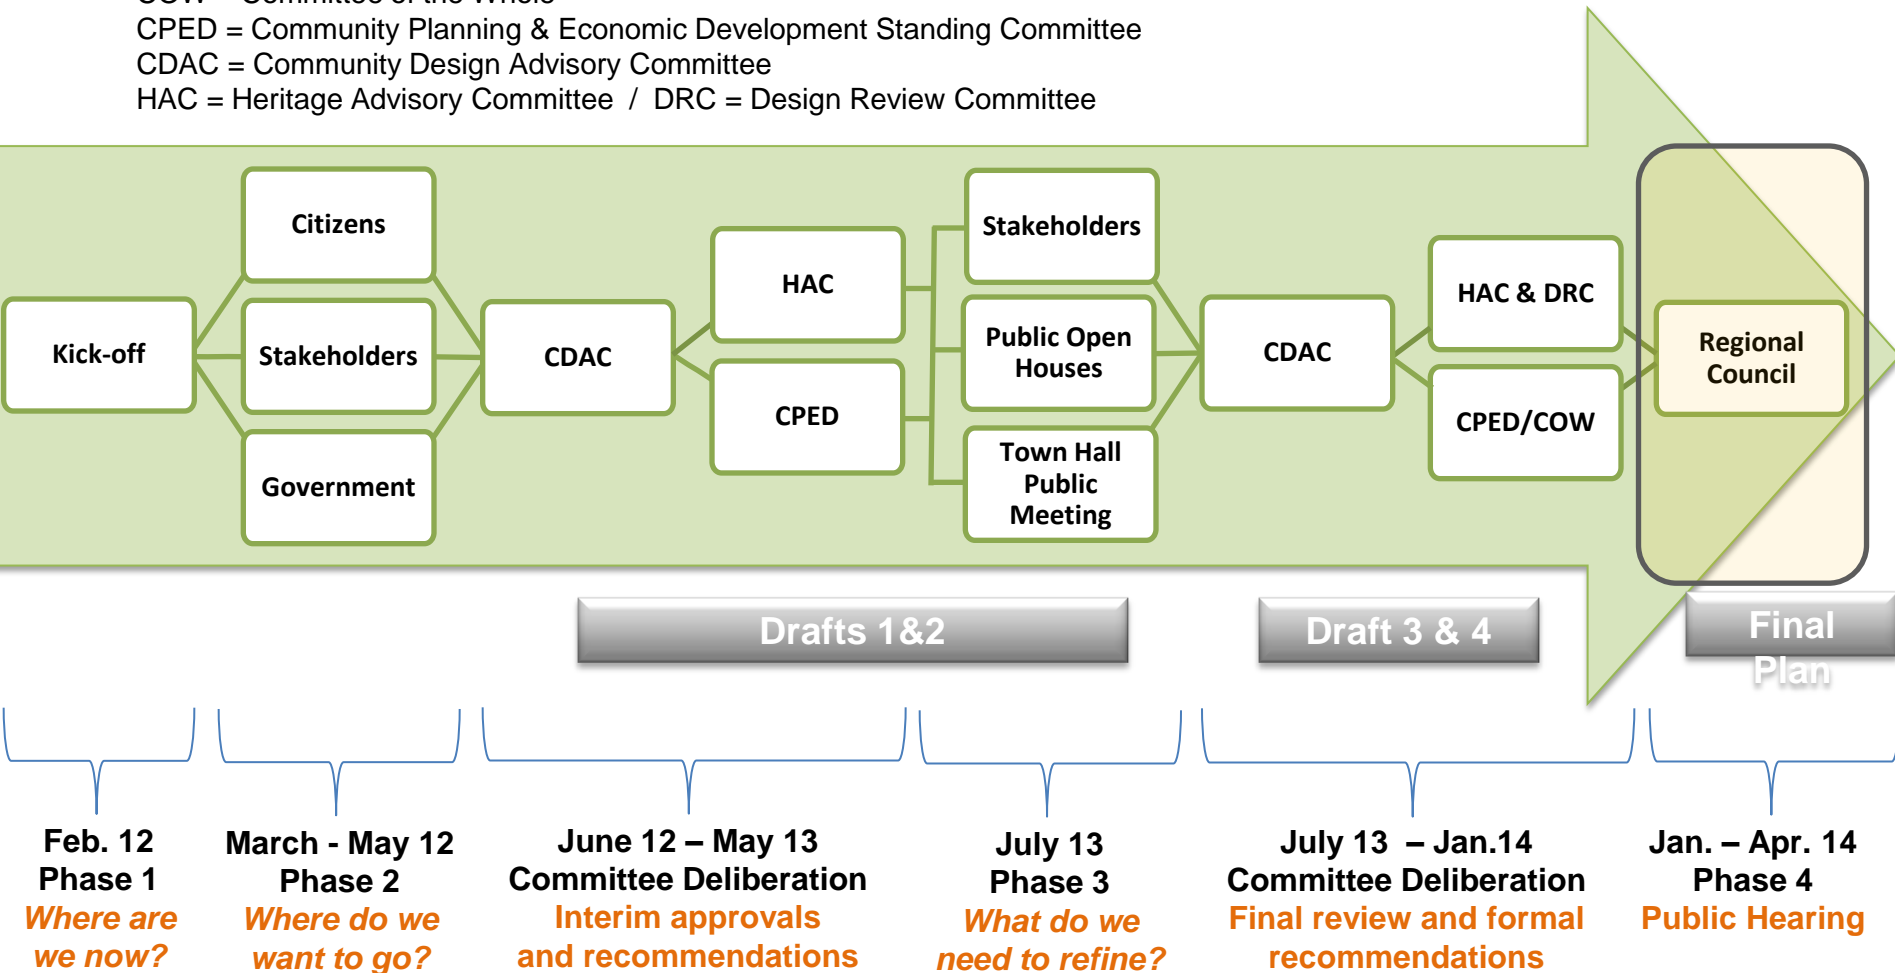 COW = Committee of the Whole
CPED = Community Planning & Economic Development Standing Committee
CDAC = Community Design Advisory Committee
HAC = Heritage Advisory Committee / DRC = Design Review Committee
Kick-off
Citizens
Stakeholders
Government
CDAC
HAC
CPED
Stakeholders
Public Open
Houses
Town Hall
Public
Meeting
CDAC
HAC & DRC
CPED/COW
Regional
Council
Drafts 1&2
Draft 3 & 4
Final
Plan
Feb. 12
Phase 1
Where are
we now?
March - May 12
Phase 2
Where do we
want to go?
June 12 – May 13
Committee Deliberation
Interim approvals
and recommendations
July 13
Phase 3
What do we
need to refine?
July 13 – Jan.14
Committee Deliberation
Final review and formal
recommendations
Jan. – Apr. 14
Phase 4
Public Hearing